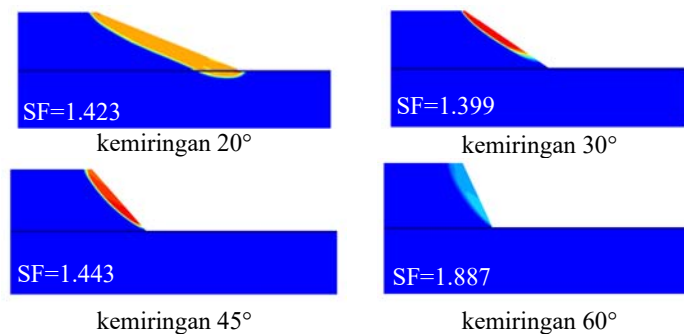 SF=1.423
kemiringan 20°
SF=1.399
kemiringan 30°
SF=1.443
kemiringan 45°
SF=1.887
kemiringan 60°